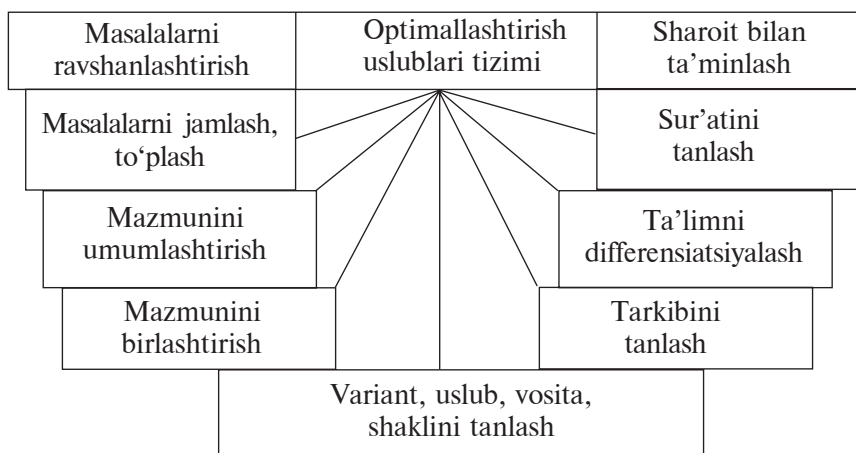 Masalalarni
ravshanlashtirish
Optimallashtirish
uslublari tizimi
Sharoit bilan
ta’minlash
Masalalarni jamlash,
to‘plash
Sur’atini
tanlash
Mazmunini
umumlashtirish
Ta’limni
differensiatsiyalash
Mazmunini
birlashtirish
Tarkibini
tanlash
Variant, uslub, vosita,
shaklini tanlash